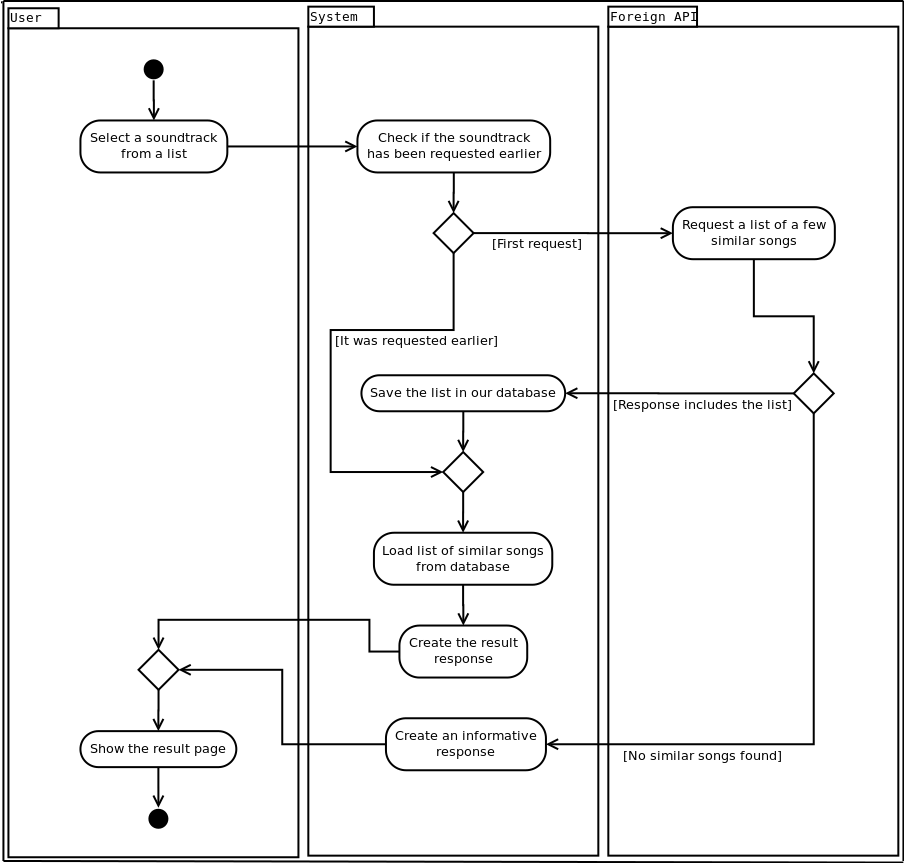 User
System
Foreign API
Select a soundtrack
from a list
Check if the soundtrack
has been requested earlier
Request a list of a few
similar songs
[First request]
[It was requested earlier]
Save the list in our database
[Response includes the list]
Load list of similar songs
from database
Create the result
response
Create an informative
response
Show the result page
[No similar songs found]